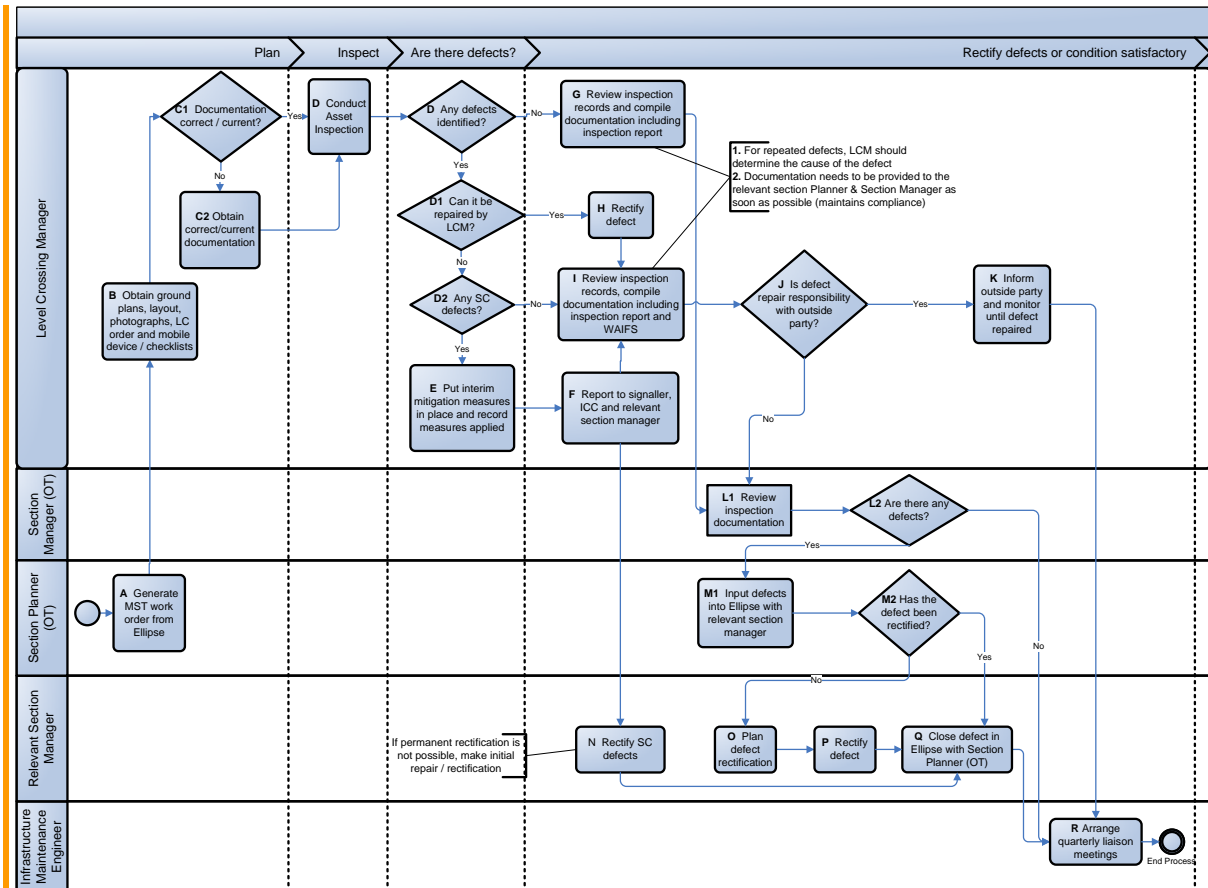 Plan
Inspect
Are there defects?
Rectify defects or condition satisfactory
Level Crossing Manager
C1 Documentation
correct / current?
Yes
No
C2 Obtain
correct/current
documentation
B Obtain ground
plans, layout,
photographs, LC
order and mobile
device / checklists
D Conduct
Asset
Inspection
D Any defects
identified?
No
Yes
D1 Can it be
repaired by
LCM?
Yes
No
D2 Any SC
defects?
No
Yes
E Put interim
mitigation measures
in place and record
measures applied
G Review inspection
records and compile
documentation including
inspection report
1. For repeated defects, LCM should
determine the cause of the defect
2. Documentation needs to be provided to the
relevant section Planner & Section Manager as
soon as possible (maintains compliance)
H Rectify
defect
I Review inspection
records, compile
documentation including
inspection report and
WAIFS
F Report to signaller,
ICC and relevant
section manager
J Is defect
repair responsibility
with outside
party?
Yes
No
K Inform
outside party
and monitor
until defect
repaired
Section
Manager (OT)
L1 Review
inspection
documentation
L2 Are there any
defects?
Yes
No
Section Planner
(OT)
A Generate
MST work
order from
Ellipse
M1 Input defects
into Ellipse with
relevant section
manager
M2 Has the
defect been
rectified?
Yes
No
Relevant Section
Manager
If permanent rectification is
not possible, make initial
repair / rectification
N Rectify SC
defects
O Plan
defect
rectification
P Rectify
defect
Q Close defect in
Ellipse with Section
Planner (OT)
Infrastructure
Maintenance
Engineer
R Arrange
quarterly liaison
meetings
End Process